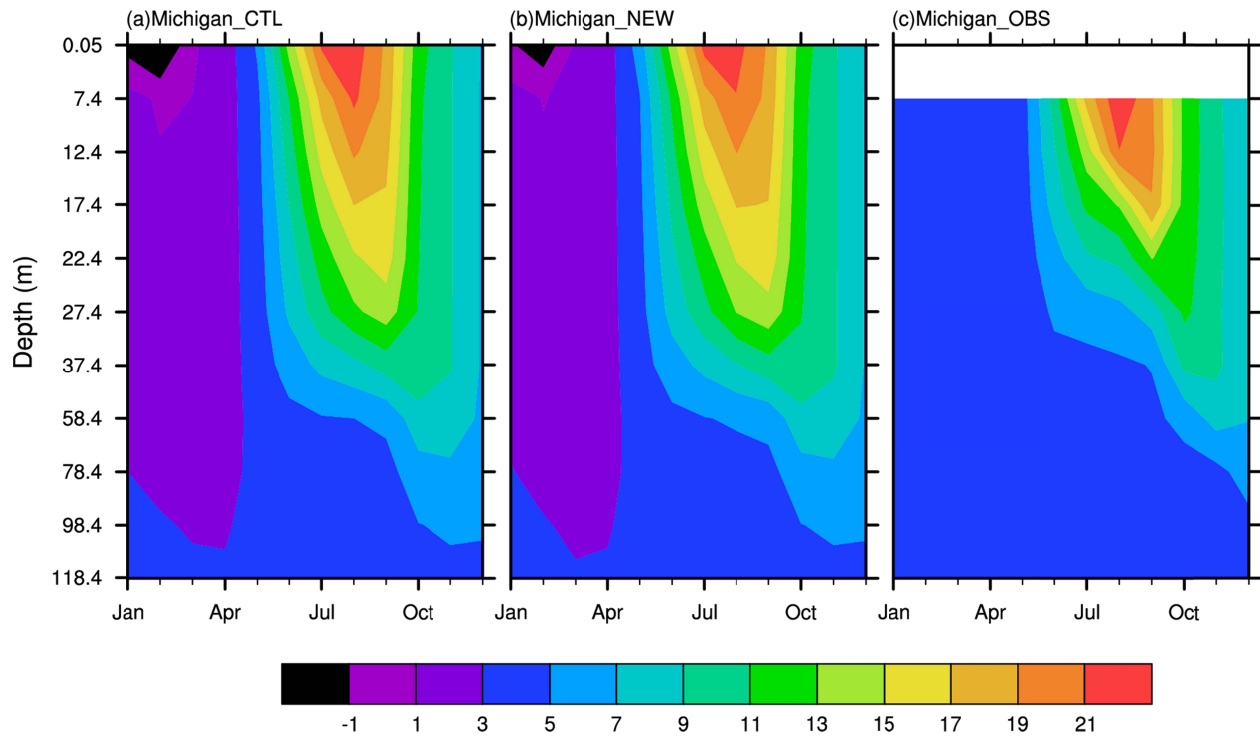 (a)Michigan_CTL (b)Michigan_NEW (c)Michigan_OBS
Depth (m)
0.05
7.4
12.4
17.4
22.4
27.4
37.4
58.4
78.4
98.4
118.4
Jan Apr Jul Oct Jan Apr Jul Oct Jan Apr Jul Oct
-1 1 3 5 7 9 11 13 15 17 19 21